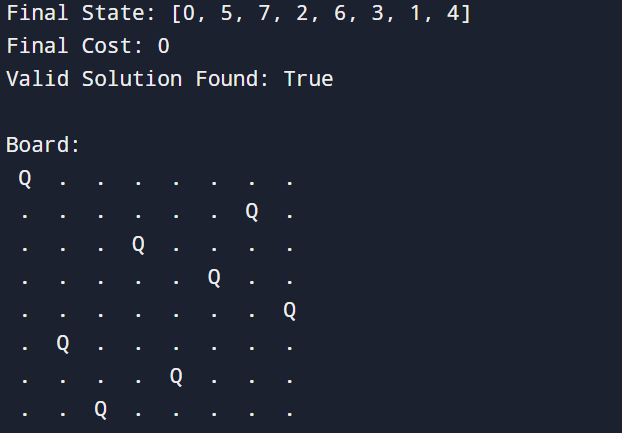 Final State: [0, 5, 7, 2, 6, 3, 1, 4]
Final Cost: 0
Valid Solution Found: True
Board:
Q . . . . . . .
. . . . . . Q .
. . . Q . . . .
. . . . . Q . .
. . . . . . . Q
. Q . . . . . .
. . . . Q . . .
. . Q . . . . .